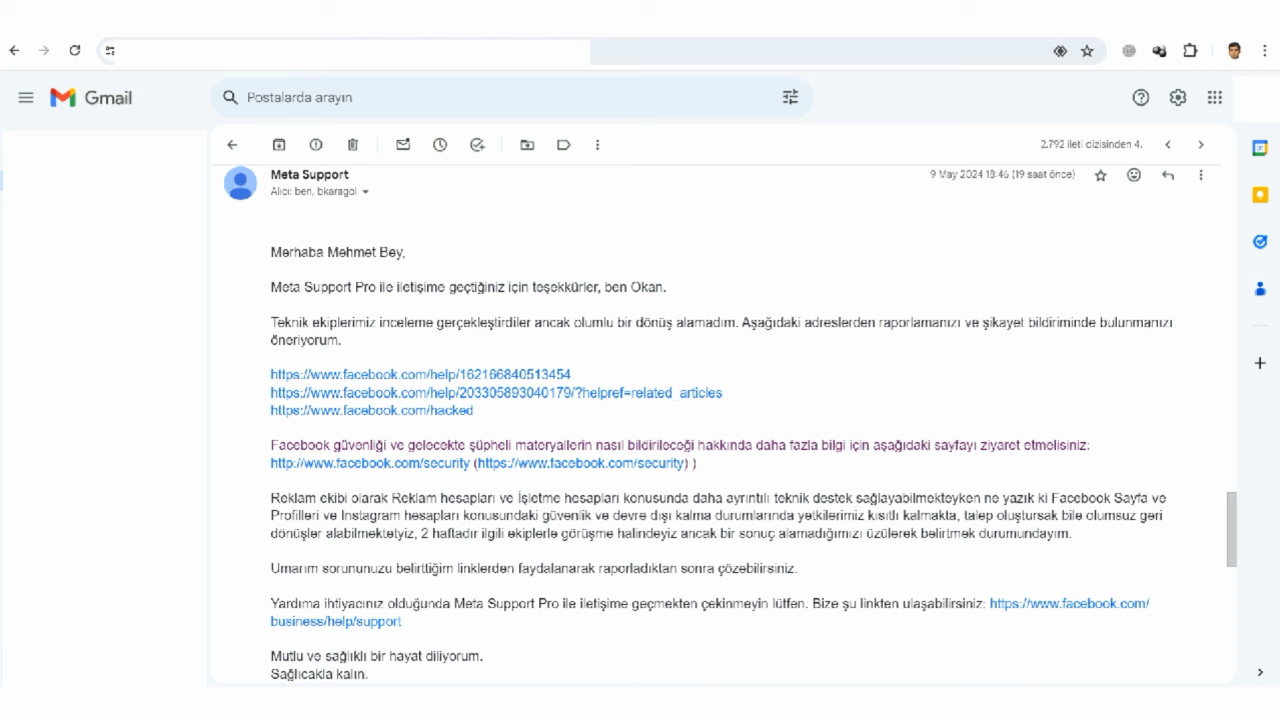 Gmail
Postalarda arayın
2.792 ileti dizisinden 4.
Meta Support
9 May 2024 18:46 (19 saat önce)
Alıcı: ben, bkaragol
Merhaba Mehmet Bey,
Meta Support Pro ile iletişime geçtiğiniz için teşekkürler, ben Okan.
Teknik ekiplerimiz inceleme gerçekleştirdiler ancak olumlu bir dönüş alamadım. Aşağıdaki adreslerden raporlamanızı ve şikayet bildiriminde bulunmanızı
öneriyorum.
https://www.facebook.com/help/162166840513454
https://www.facebook.com/help/203305893040179/?helpref=related_articles
https://www.facebook.com/hacked
Facebook güvenliği ve gelecekte şüpheli materyallerin nasıl bildirileceği hakkında daha fazla bilgi için aşağıdaki sayfayı ziyaret etmelisiniz:
http://www.facebook.com/security (https://www.facebook.com/security) )
Reklam ekibi olarak Reklam hesapları ve İşletme hesapları konusunda daha ayrıntılı teknik destek sağlayabilmekteyken ne yazık ki Facebook Sayfa ve
Profilleri ve Instagram hesapları konusundaki güvenlik ve devre dışı kalma durumlarında yetkilerimiz kısıtlı kalmakta, talep oluştursak bile olumsuz geri
dönüşler alabilmektetyiz, 2 haftadır ilgili ekiplerle görüşme halindeyiz ancak bir sonuç alamadığımızı üzülerek belirtmek durumundayım.
Umarım sorununuzu belirttiğim linklerden faydalanarak raporladıktan sonra çözebilirsiniz.
Yardıma ihtiyacınız olduğunda Meta Support Pro ile iletişime geçmekten çekinmeyin lütfen. Bize şu linkten ulaşabilirsiniz: https://www.facebook.com/
business/help/support
Mutlu ve sağlıklı bir hayat diliyorum.
Sağlıcakla kalın.